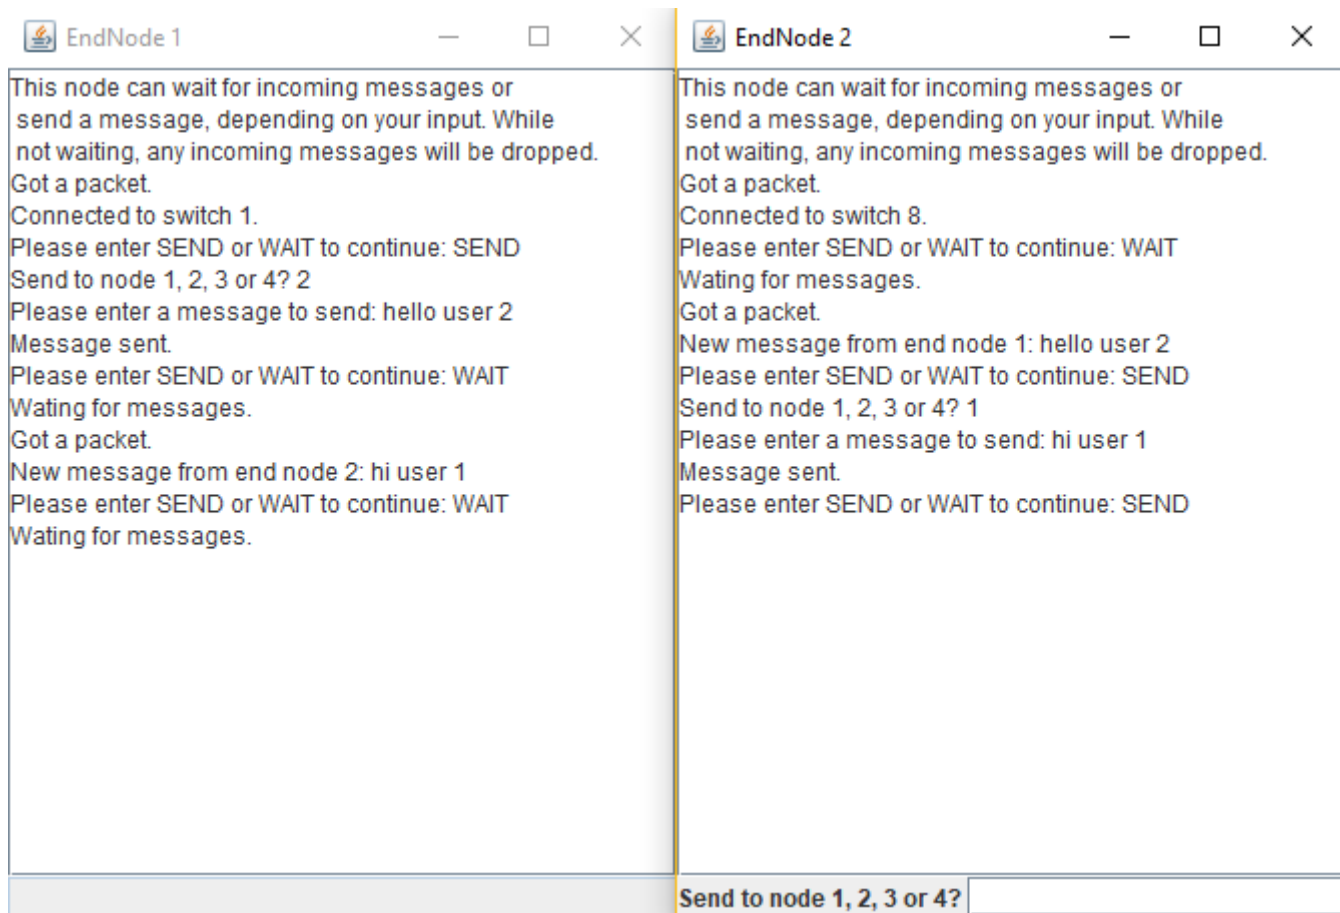 EndNode 1
This node can wait for incoming messages or
send a message, depending on your input. While
not waiting, any incoming messages will be dropped.
Got a packet.
Connected to switch 1.
Please enter SEND or WAIT to continue: SEND
Send to node 1, 2, 3 or 4? 2
Please enter a message to send: hello user 2
Message sent.
Please enter SEND or WAIT to continue: WAIT
Wating for messages.
Got a packet.
New message from end node 2: hi user 1
Please enter SEND or WAIT to continue: WAIT
Wating for messages.
EndNode 2
This node can wait for incoming messages or
send a message, depending on your input. While
not waiting, any incoming messages will be dropped.
Got a packet.
Connected to switch 8.
Please enter SEND or WAIT to continue: WAIT
Wating for messages.
Got a packet.
New message from end node 1: hello user 2
Please enter SEND or WAIT to continue: SEND
Send to node 1, 2, 3 or 4? 1
Please enter a message to send: hi user 1
Message sent.
Please enter SEND or WAIT to continue: SEND
Send to node 1, 2, 3 or 4?